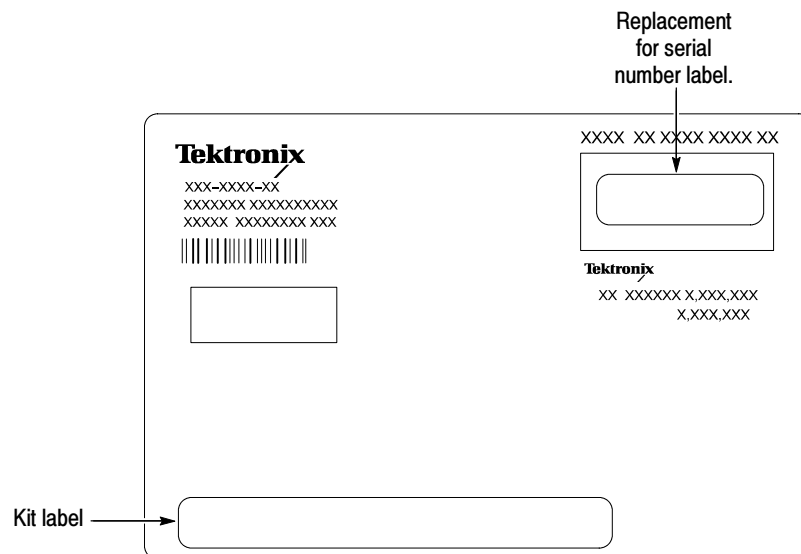 Replacement
for serial
number label.
Tektronix
XXX–XXXX–XX
XXXXXXX XXXXXXXXXX
XXXXX XXXXXXXX XXX
XXXX XX XXXX XXXX XX
Tektronix
XX XXXXXX X,XXX,XXX
X,XXX,XXX
Kit label